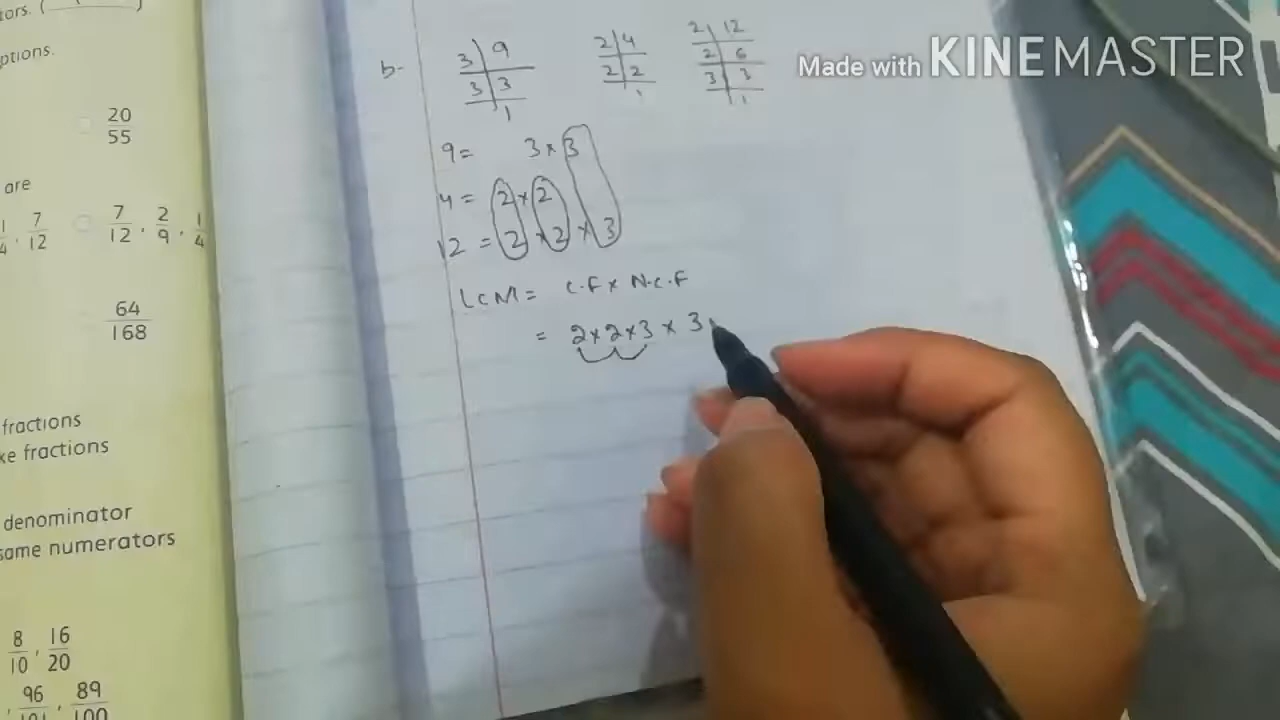 tors. (
ptions.
20
55
are
1/4, 7/12
7/12, 2/9, 1/4
64
168
fractions
ke fractions
denominator
same numerators
8/10, 16/20
, 96/101, 89/100
Made with KINEMASTER
b-
3 | 9
3 | 3
1
2 | 4
2 | 2
1
2 | 12
2 | 6
3 | 3
1
9 = 3 × 3
4 = 2 × 2
12 = 2 × 2 × 3
LCM = C.F × N.C.F
= 2 × 2 × 3 × 3